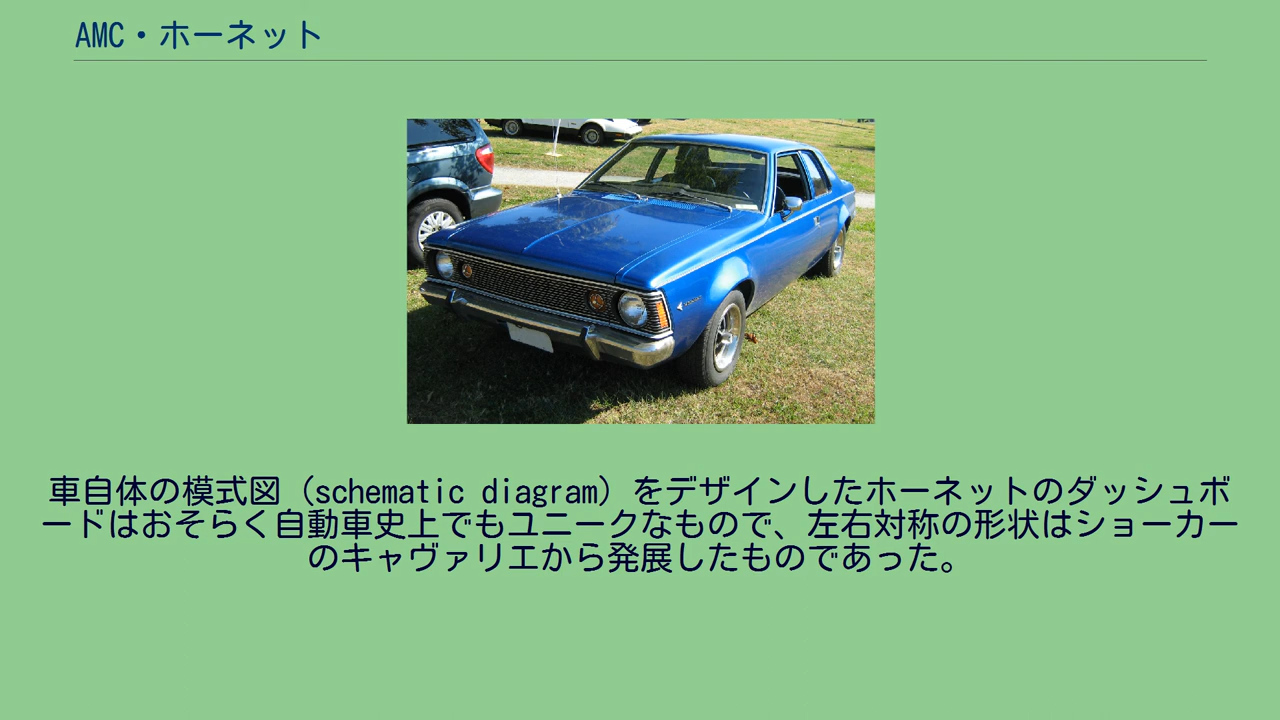 AMC・ホーネット
車自体の模式図（schematic diagram）をデザインしたホーネットのダッシュボ
ードはおそらく自動車史上でもユニークなもので、左右対称の形状はショーカー
のキャヴァリエから発展したものであった。